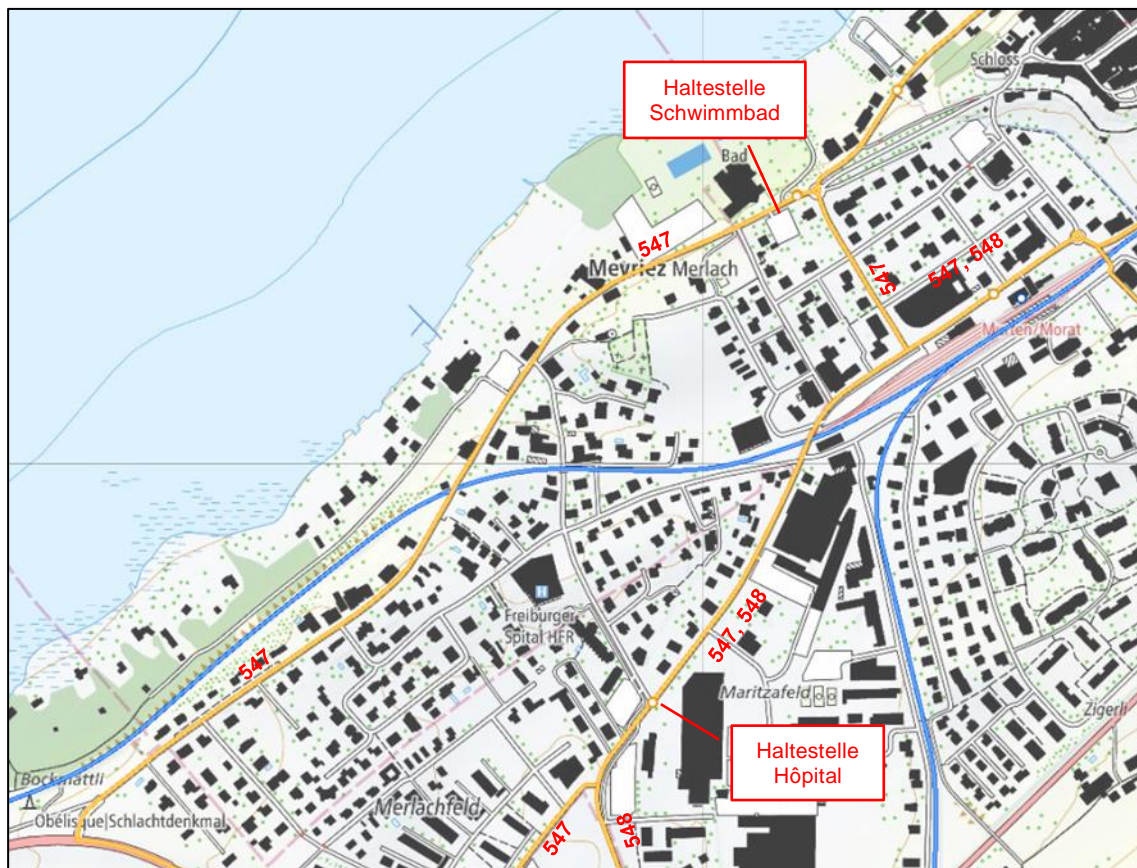 Schloss
Haltestelle
Schwimmbad
Bad
547
Meyriez Merlach
547
547, 548
Murten/Morat
H
Freiburger
Spital HFR
547, 548
547
Maritzafeld
Zigerli
Haltestelle
Hôpital
Bockmattli
Merlachfeld
Obélisque|Schlachtdenkmal
547
548